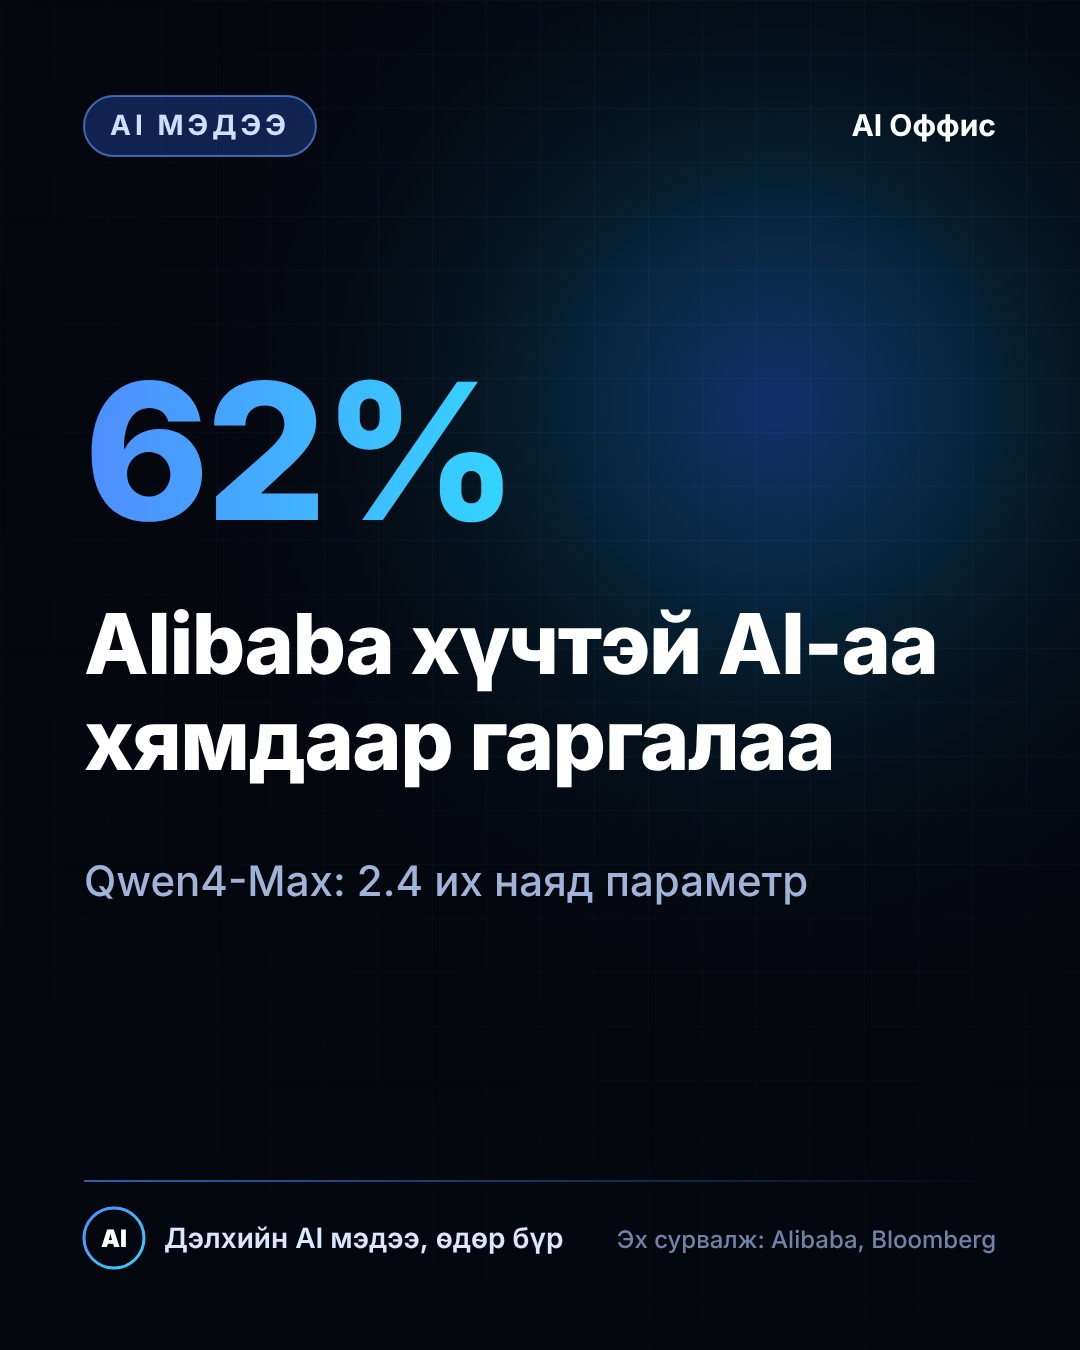 AI МЭДЭЭ
AI Оффис
62%
Alibaba хүчтэй AI-аа
хямдаар гаргалаа
Qwen4-Max: 2.4 их наяд параметр
AI
Дэлхийн AI мэдээ, өдөр бүр
Эх сурвалж: Alibaba, Bloomberg